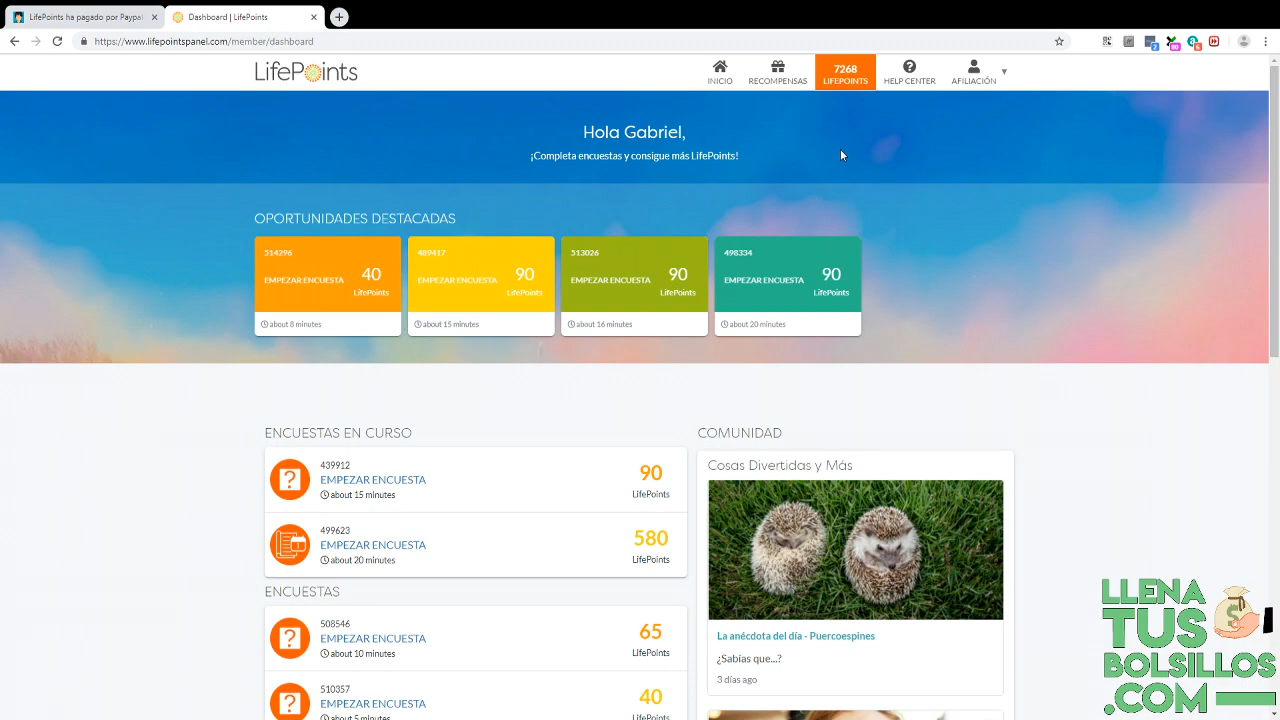 LifePoints ha pagado por Paypal
Dashboard | LifePoints
https://www.lifepointspanel.com/member/dashboard
LifePoints
INICIO
RECOMPENSAS
7268
LIFEPOINTS
HELP CENTER
AFILIACIÓN
Hola Gabriel,
¡Completa encuestas y consigue más LifePoints!
OPORTUNIDADES DESTACADAS
514296
EMPEZAR ENCUESTA
40
LifePoints
about 8 minutes
489417
EMPEZAR ENCUESTA
90
LifePoints
about 15 minutes
513026
EMPEZAR ENCUESTA
90
LifePoints
about 16 minutes
498334
EMPEZAR ENCUESTA
90
LifePoints
about 20 minutes
ENCUESTAS EN CURSO
439912
EMPEZAR ENCUESTA
about 15 minutes
90
LifePoints
499623
EMPEZAR ENCUESTA
about 20 minutes
580
LifePoints
ENCUESTAS
508546
EMPEZAR ENCUESTA
about 10 minutes
65
LifePoints
510357
EMPEZAR ENCUESTA
about 5 minutes
40
LifePoints
COMUNIDAD
Cosas Divertidas y Más
La anécdota del día - Puercoespines
¿Sabías que...?
3 días ago
LLENA
TUS
BOLSILLOS
.COM